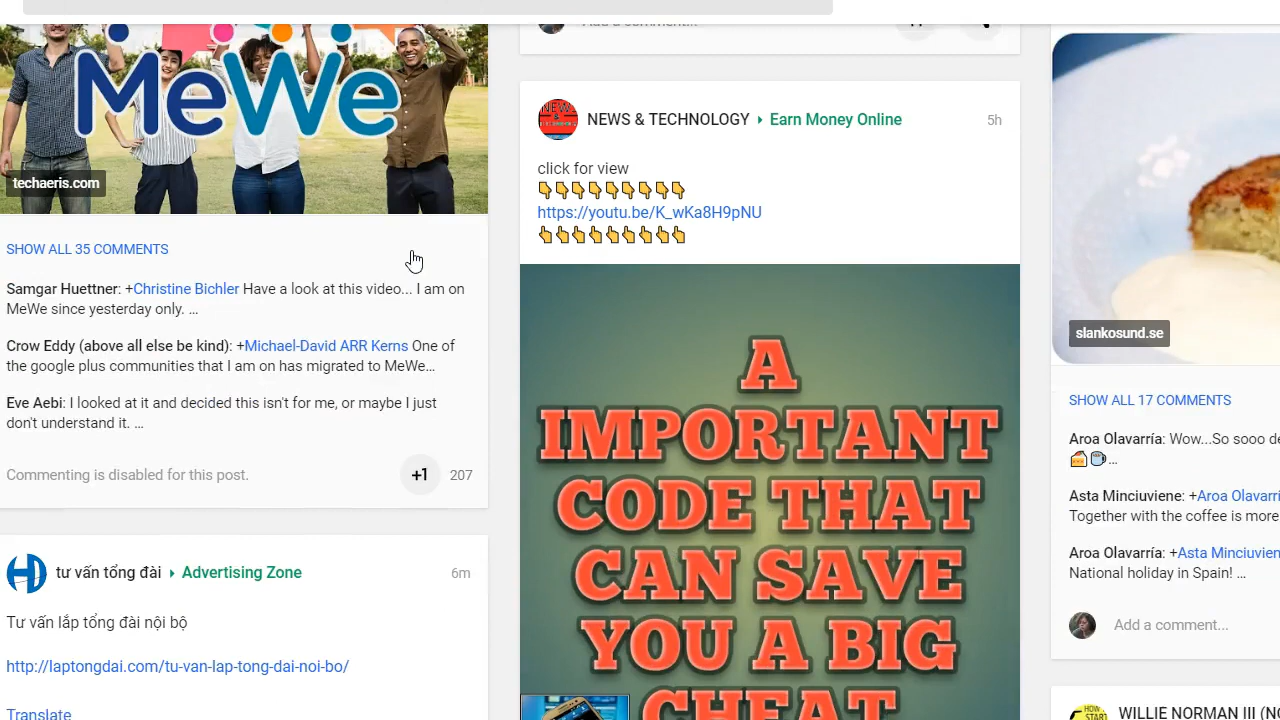 MeWe
techaeris.com
SHOW ALL 35 COMMENTS
Samgar Huettner: +Christine Bichler Have a look at this video... I am on
MeWe since yesterday only. ...
Crow Eddy (above all else be kind): +Michael-David ARR Kerns One of
the google plus communities that I am on has migrated to MeWe...
Eve Aebi: I looked at it and decided this isn't for me, or maybe I just
don't understand it. ...
Commenting is disabled for this post.
+1 207
tư vấn tổng đài Advertising Zone 6m
Tư vấn lắp tổng đài nội bộ
http://laptongdai.com/tu-van-lap-tong-dai-noi-bo/
Translate
Add a comment...
NEWS & TECHNOLOGY Earn Money Online 5h
click for view
👇👇👇👇👇👇👇👇👇
https://youtu.be/K_wKa8H9pNU
👆👆👆👆👆👆👆👆👆
A
IMPORTANT
CODE THAT
CAN SAVE
YOU A BIG
CHEAT
slankosund.se
SHOW ALL 17 COMMENTS
Aroa Olavarría: Wow...So sooo de
🍰☕...
Asta Minciuviene: +Aroa Olavarrí
Together with the coffee is more
Aroa Olavarría: +Asta Minciuvien
National holiday in Spain! ...
Add a comment...
WILLIE NORMAN III (NO